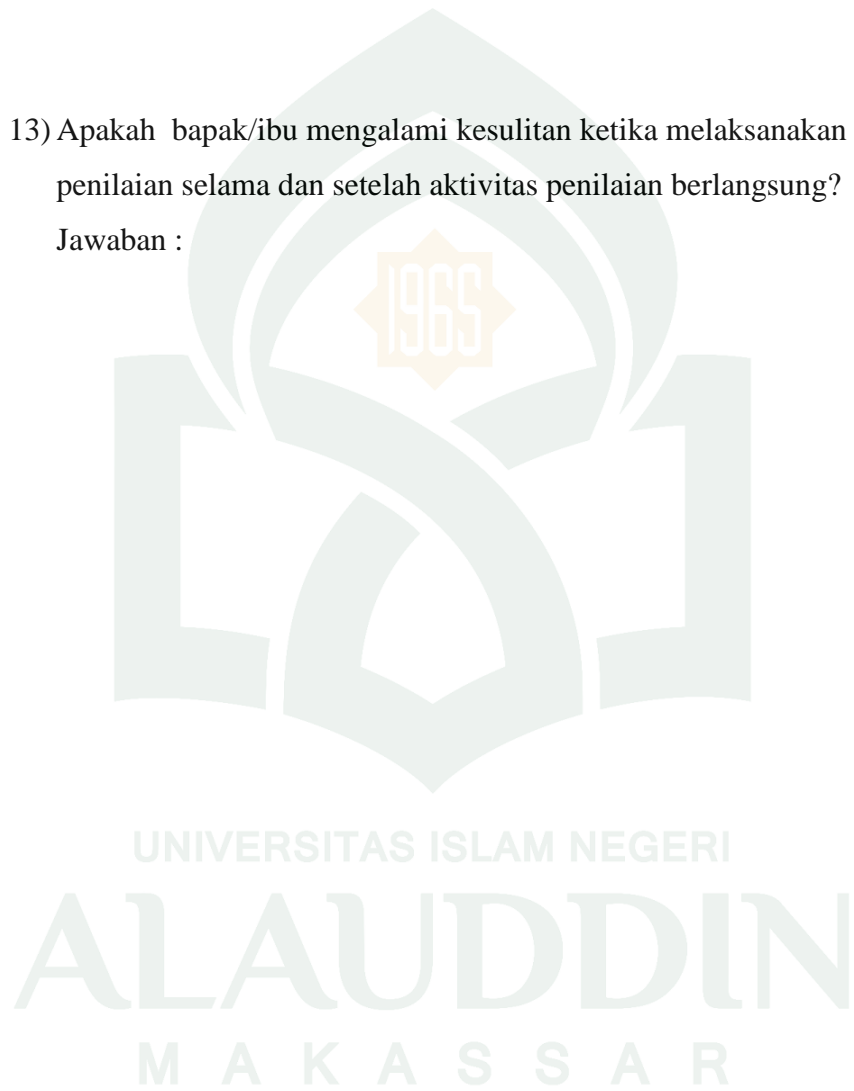 13) Apakah bapak/ibu mengalami kesulitan ketika melaksanakan
penilaian selama dan setelah aktivitas penilaian berlangsung?
Jawaban :
1965
UNIVERSITAS ISLAM NEGERI
ALAUDDIN
MAKASSAR